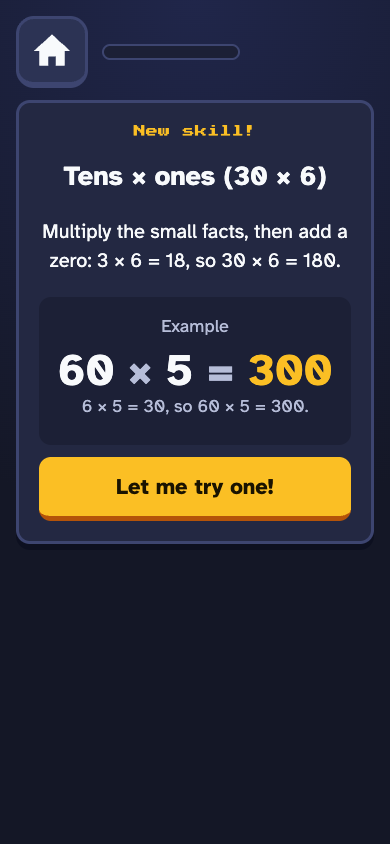 New skill!
Tens × ones (30 × 6)
Multiply the small facts, then add a
zero: 3 × 6 = 18, so 30 × 6 = 180.
Example
60 × 5 = 300
6 × 5 = 30, so 60 × 5 = 300.
Let me try one!